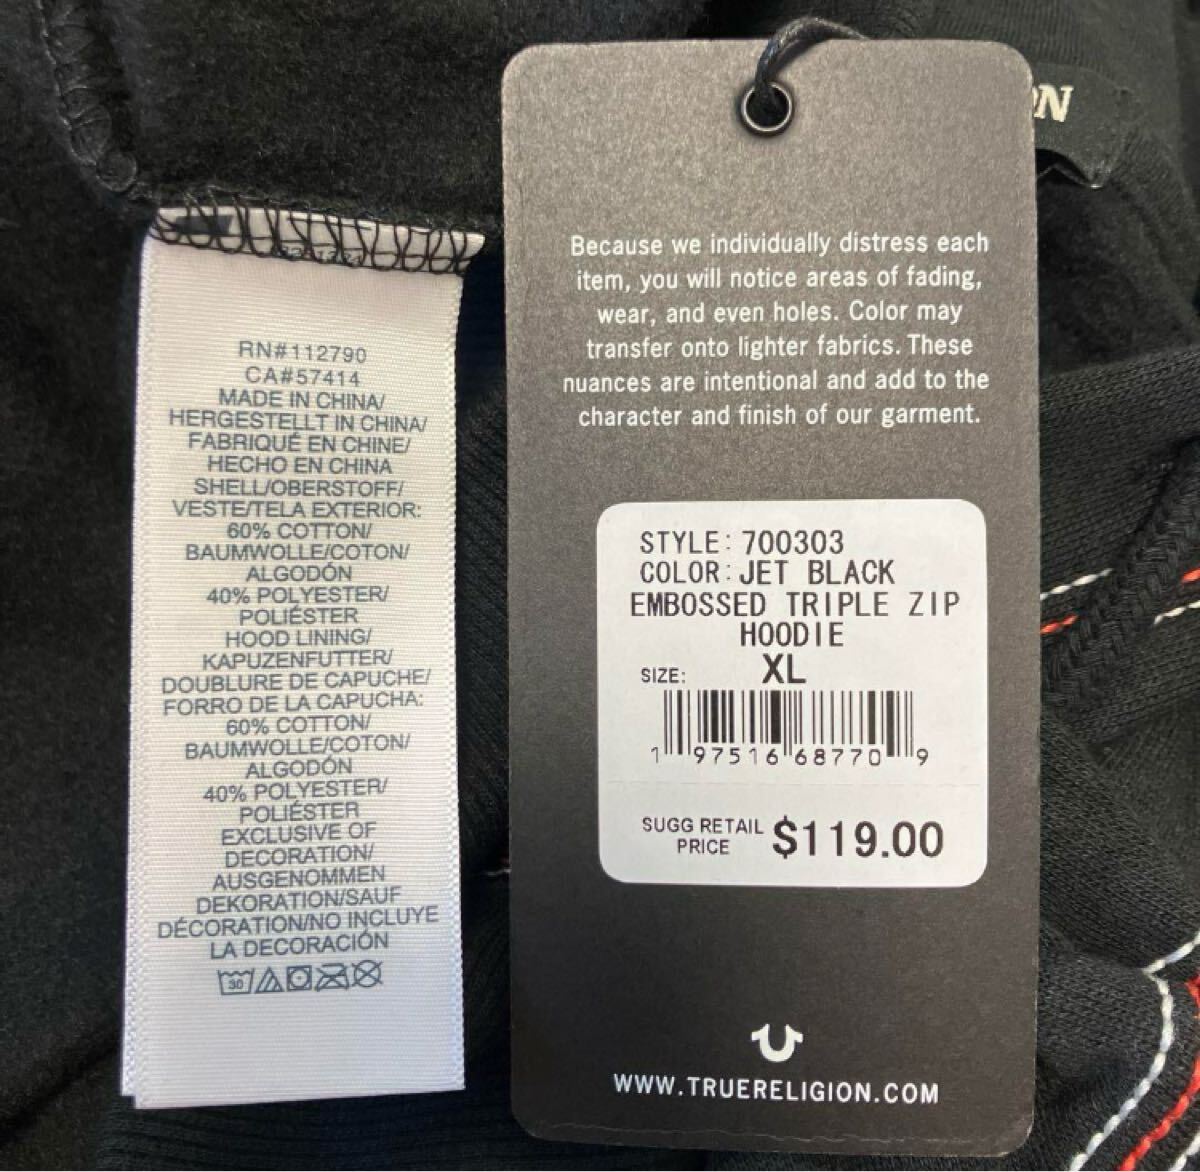 RN#112790
CA#57414
MADE IN CHINA/
HERGESTELLT IN CHINA/
FABRIQUÉ EN CHINE/
HECHO EN CHINA
SHELL/OBERSTOFF/
VESTE/TELA EXTERIOR:
60% COTTON/
BAUMWOLLE/COTON/
ALGODÓN
40% POLYESTER/
POLIÉSTER
HOOD LINING/
KAPUZENFUTTER/
DOUBLURE DE CAPUCHE/
FORRO DE LA CAPUCHA:
60% COTTON/
BAUMWOLLE/COTON/
ALGODÓN
40% POLYESTER/
POLIÉSTER
EXCLUSIVE OF
DECORATION/
AUSGENOMMEN
DEKORATION/SAUF
DÉCORATION/NO INCLUYE
LA DECORACIÓN
30
ON
Because we individually distress each
item, you will notice areas of fading,
wear, and even holes. Color may
transfer onto lighter fabrics. These
nuances are intentional and add to the
character and finish of our garment.
STYLE: 700303
COLOR: JET BLACK
EMBOSSED TRIPLE ZIP
HOODIE
SIZE: XL
1 97516 68770 9
SUGG RETAIL
PRICE $119.00
WWW.TRUERELIGION.COM